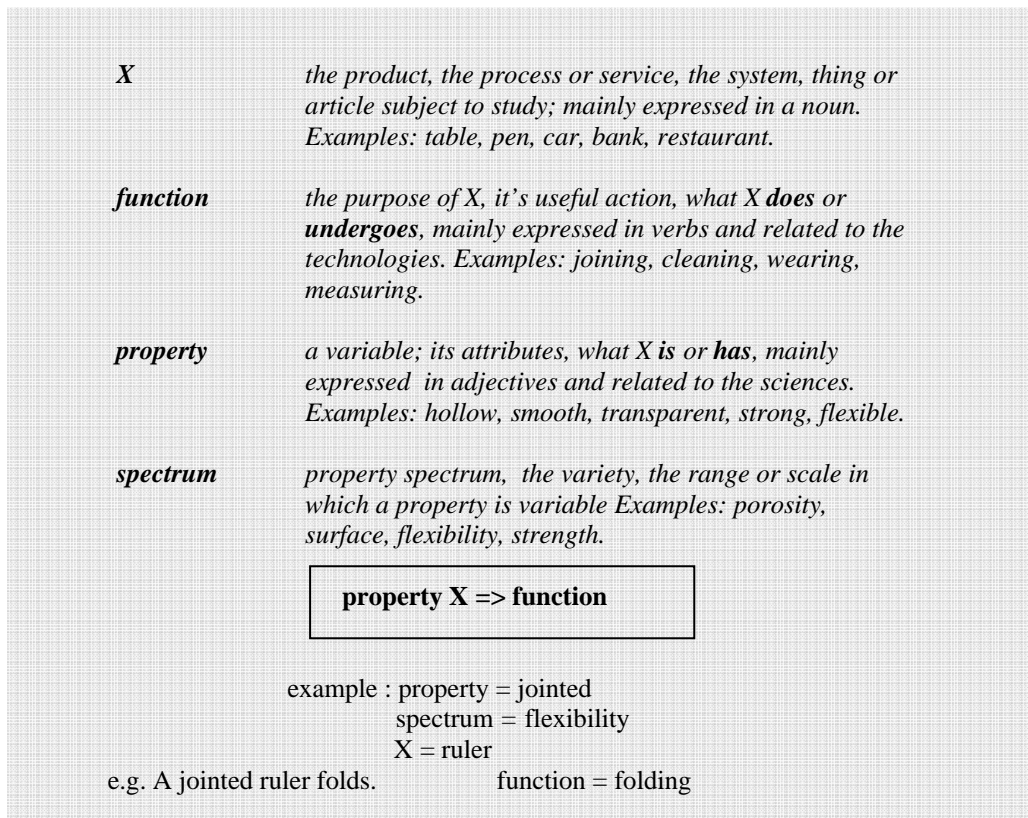 X the product, the process or service, the system, thing or
article subject to study; mainly expressed in a noun.
Examples: table, pen, car, bank, restaurant.
function the purpose of X, it’s useful action, what X does or
undergoes, mainly expressed in verbs and related to the
technologies. Examples: joining, cleaning, wearing,
measuring.
property a variable; its attributes, what X is or has, mainly
expressed in adjectives and related to the sciences.
Examples: hollow, smooth, transparent, strong, flexible.
spectrum property spectrum, the variety, the range or scale in
which a property is variable Examples: porosity,
surface, flexibility, strength.
property X => function
example : property = jointed
spectrum = flexibility
X = ruler
e.g. A jointed ruler folds. function = folding